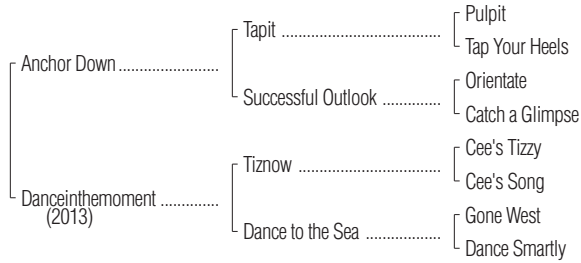 Pulpit
Tapit
Tap Your Heels
Anchor Down
Orientate
Successful Outlook
Catch a Glimpse
Cee's Tizzy
Tiznow
Cee's Song
Danceinthemoment
(2013)
Gone West
Dance to the Sea
Dance Smartly